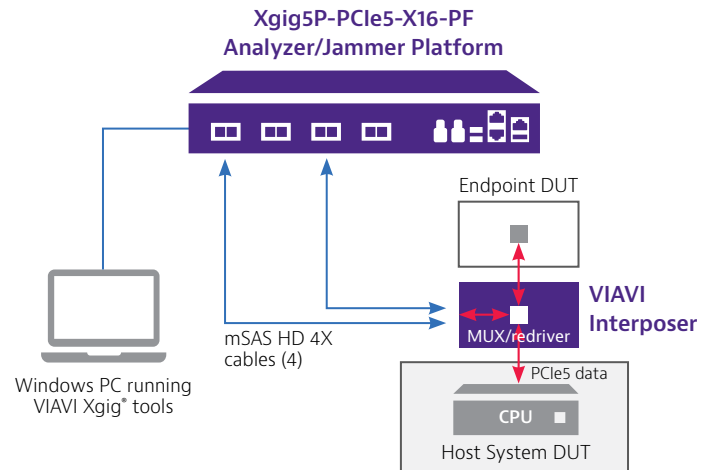 Xgig5P-PCIe5-X16-PF
Analyzer/Jammer Platform
Endpoint DUT
VIAVI
Interposer
MUX/redriver
mSAS HD 4X
cables (4)
PCIe5 data
Windows PC running
VIAVI Xgig® tools
CPU
Host System DUT